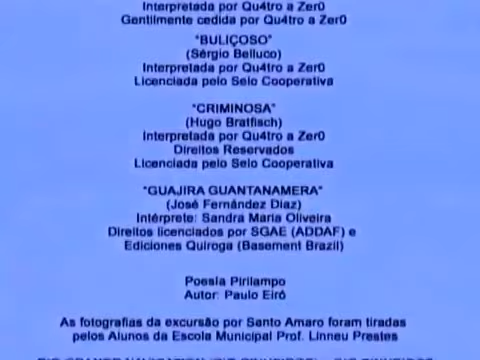 Interpretada por Qu4tro a Zer0
Gentilmente cedida por Qu4tro a Zer0
"BULIÇOSO"
(Sérgio Belluco)
Interpretada por Qu4tro a Zer0
Licenciada pelo Selo Cooperativa
"CRIMINOSA"
(Hugo Bratfisch)
Interpretada por Qu4tro a Zer0
Direitos Reservados
Licenciada pelo Selo Cooperativa
"GUAJIRA GUANTANAMERA"
(José Fernández Diaz)
Intérprete: Sandra Maria Oliveira
Direitos licenciados por SGAE (ADDAF) e
Ediciones Quiroga (Basement Brazil)
Poesia Pirilampo
Autor: Paulo Eiró
As fotografias da excursão por Santo Amaro foram tiradas
pelos Alunos da Escola Municipal Prof. Linneu Prestes